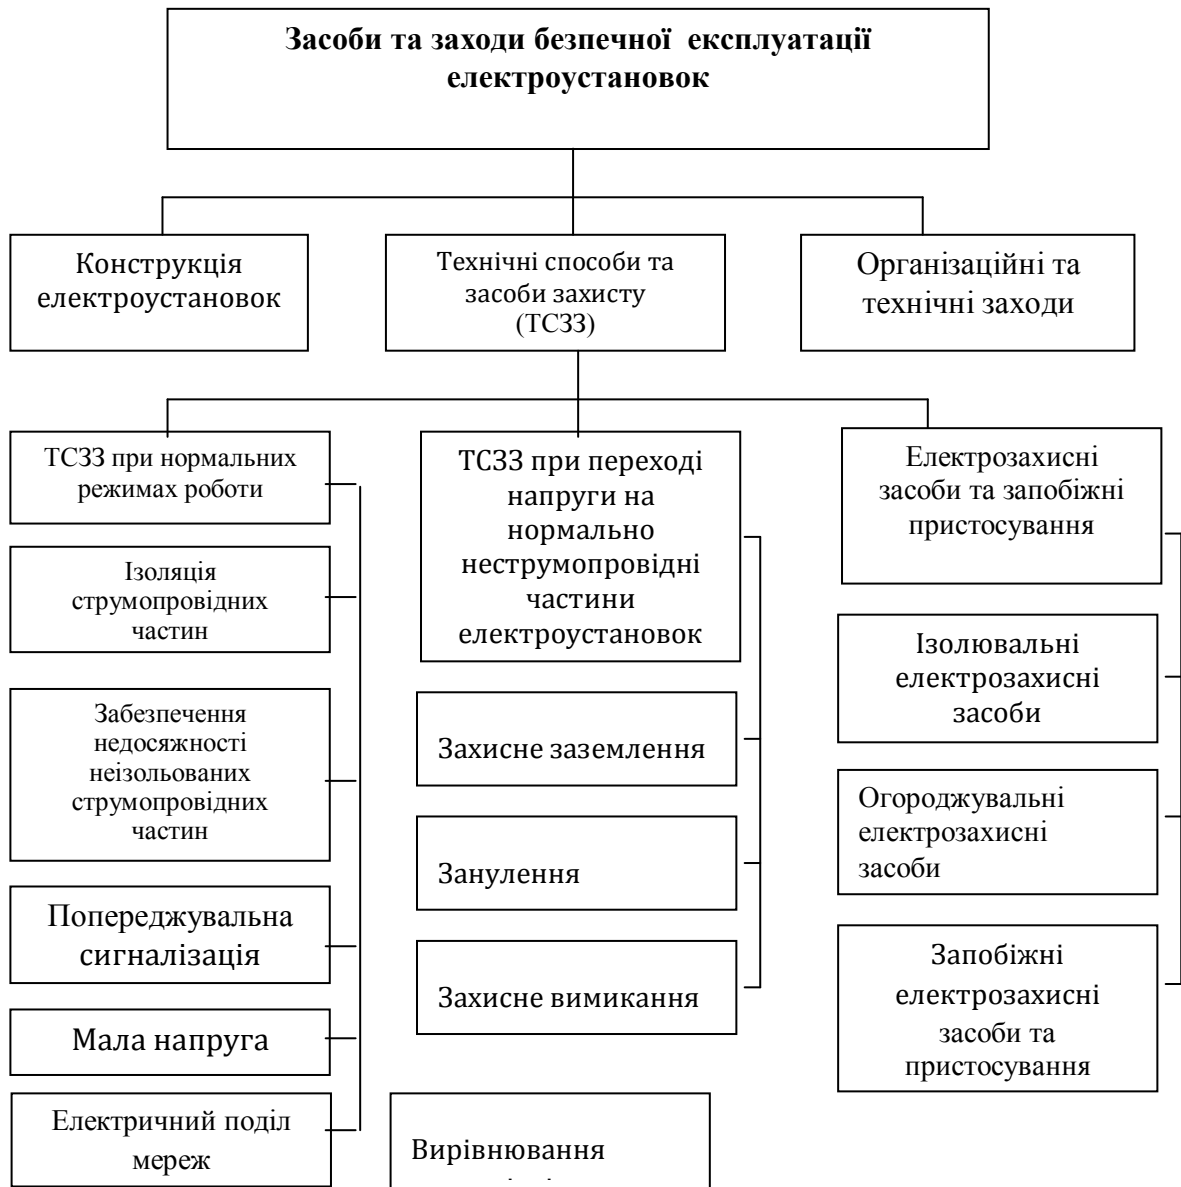 Засоби та заходи безпечної експлуатації
електроустановок
Конструкція
електроустановок
Технічні способи та
засоби захисту
(ТСЗЗ)
Організаційні та
технічні заходи
ТСЗЗ при нормальних
режимах роботи
Ізоляція
струмопровідних
частин
Забезпечення
недосяжності
неізольованих
струмопровідних
частин
Попереджувальна
сигналізація
Мала напруга
Електричний поділ
мереж
ТСЗЗ при переході
напруги на
нормально
неструмопровідні
частини
електроустановок
Захисне заземлення
Занулення
Захисне вимикання
Вирівнювання
Електрозахисні
засоби та запобіжні
пристосування
Ізолювальні
електрозахисні
засоби
Огороджувальні
електрозахисні
засоби
Запобіжні
електрозахисні
засоби та
пристосування